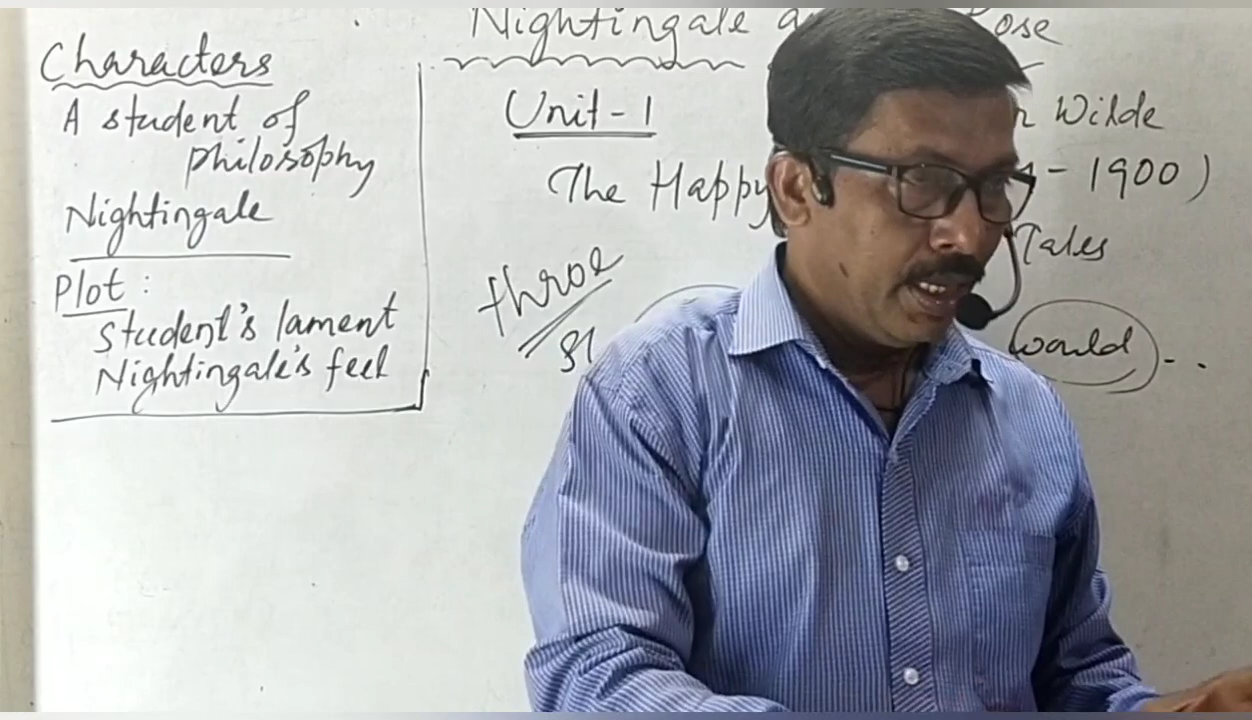 Characters
A student of
philosophy
Nightingale
Plot :
Student's lament
Nightingale's feel
Nightingale
Unit - 1
Wilde
The Happy
- 1900 )
Tales
throe
would - . .